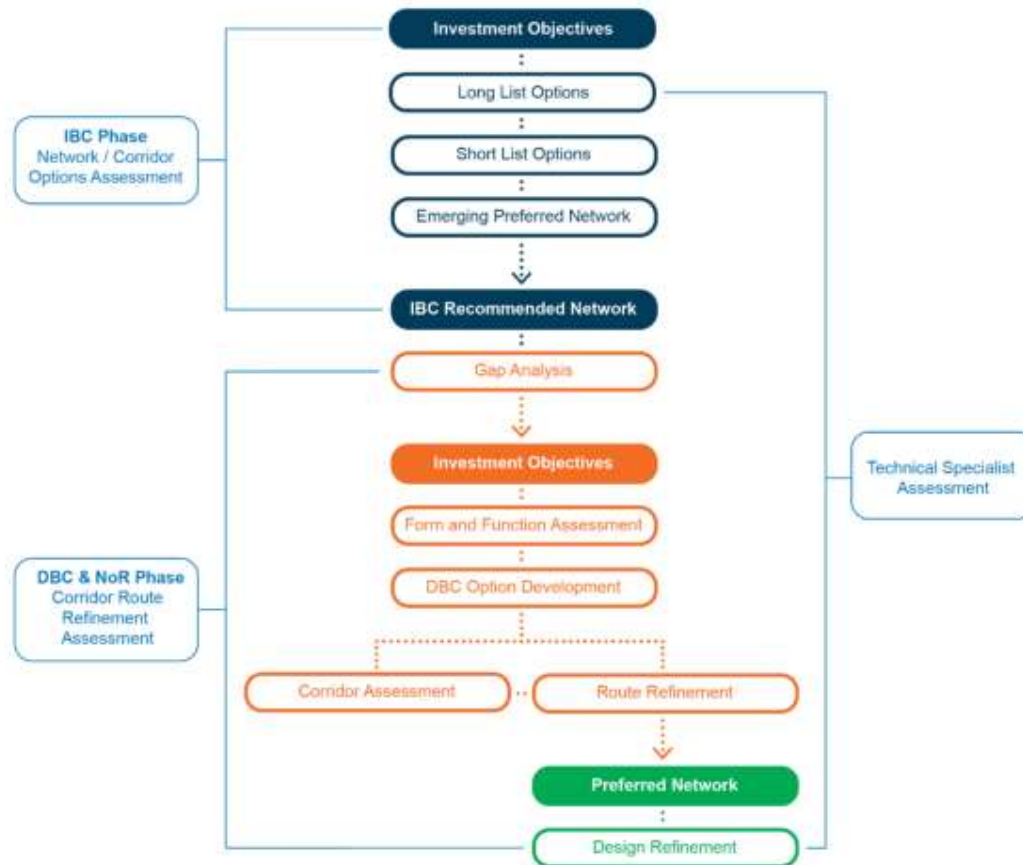 Investment Objectives
Long List Options
IBC Phase
Network / Corridor
Options Assessment
Short List Options
Emerging Preferred Network
IBC Recommended Network
Gap Analysis
Investment Objectives
Technical Specialist
Assessment
Form and Function Assessment
DBC & NoR Phase
Corridor Route
Refinement
Assessment
DBC Option Development
Corridor Assessment
Route Refinement
Preferred Network
Design Refinement